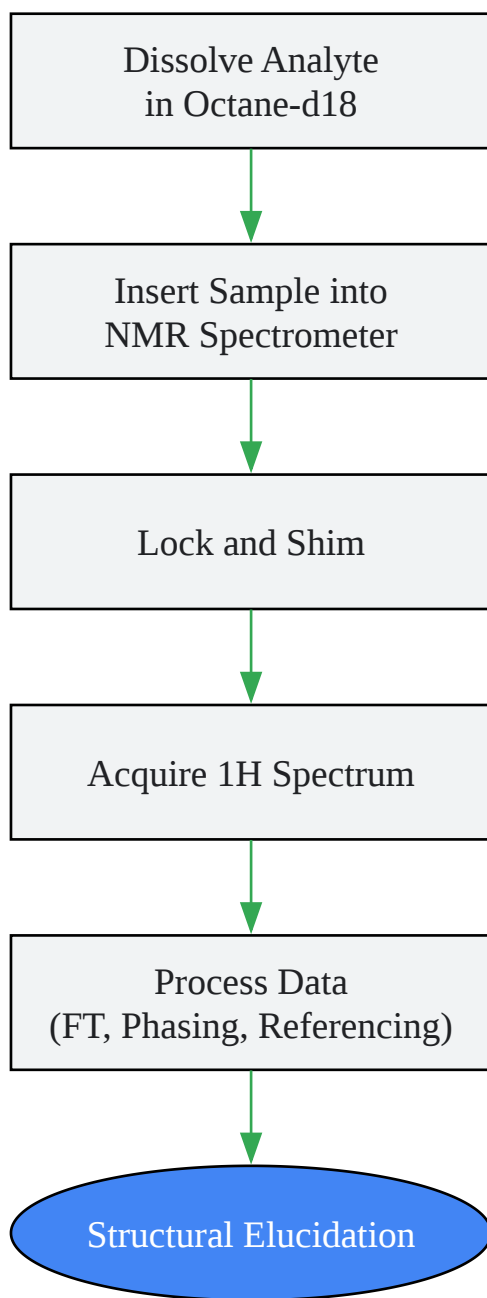 Dissolve Analyte
in Octane-d18
Insert Sample into
NMR Spectrometer
Lock and Shim
Acquire 1H Spectrum
Process Data
(FT, Phasing, Referencing)
Structural Elucidation